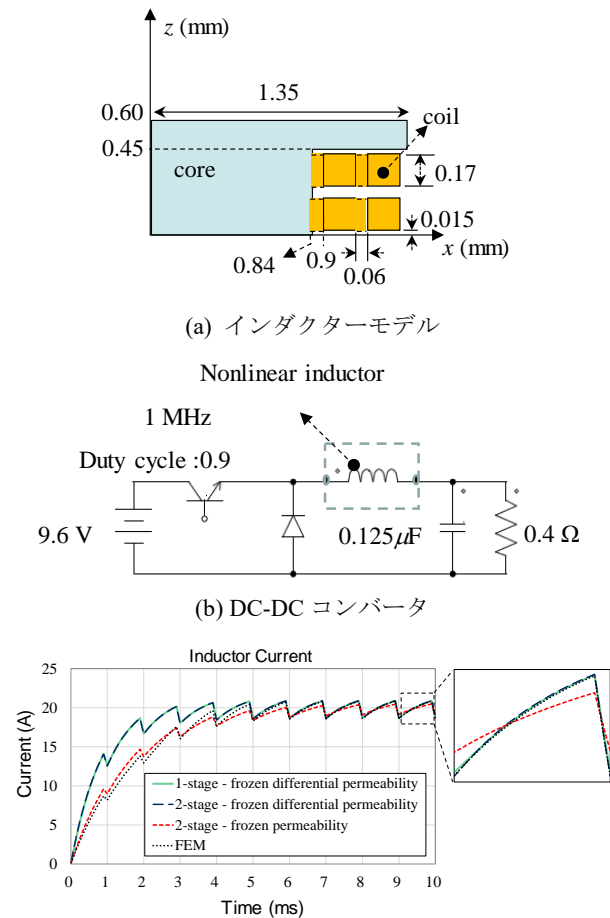 z (mm)
1.35
0.60
coil
0.45
core
0.17
0.015
x (mm)
0.84
0.9
0.06
(a) インダクターモデル
Nonlinear inductor
1 MHz
Duty cycle :0.9
9.6 V
0.125μF
0.4 Ω
(b) DC-DC コンバータ
Inductor Current
25
20
15
10
5
0
Current (A)
1-stage - frozen differential permeability
2-stage - frozen differential permeability
2-stage - frozen permeability
FEM
0 1 2 3 4 5 6 7 8 9 10
Time (ms)